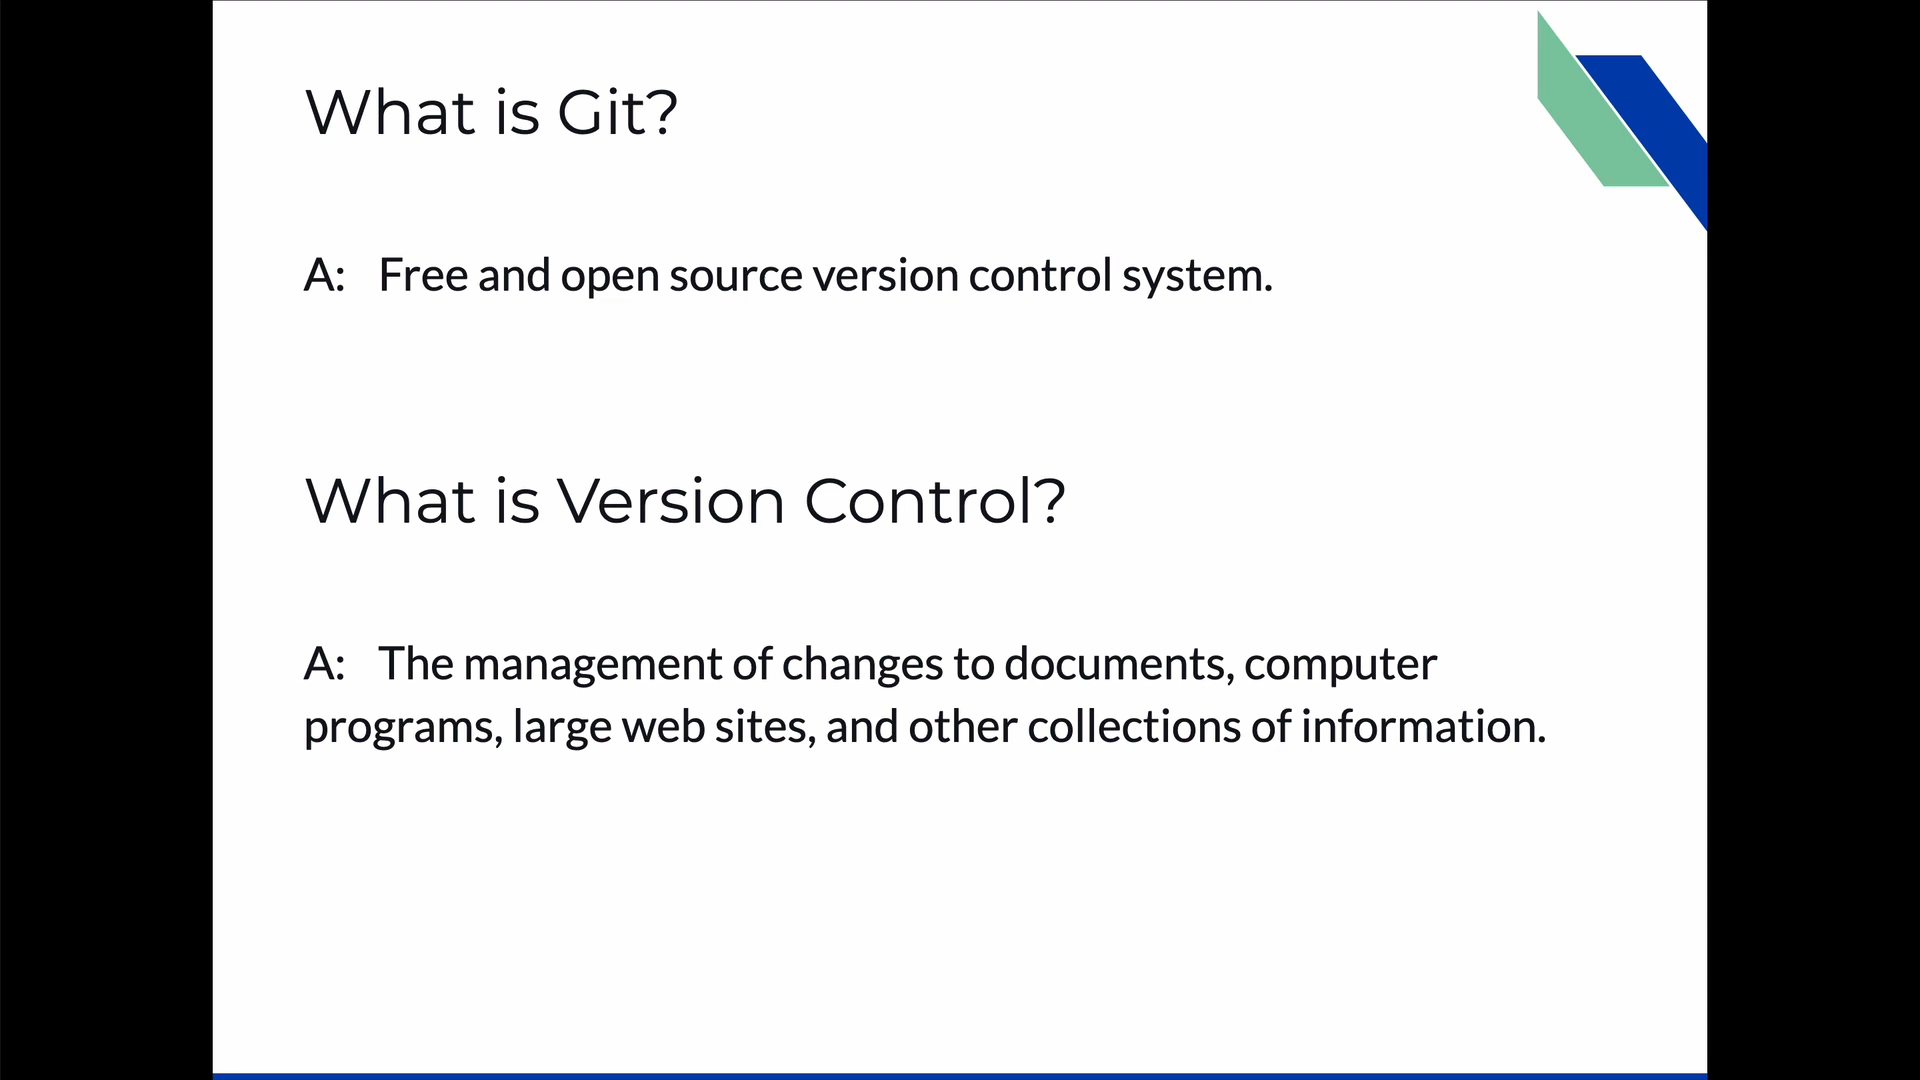 What is Git?
A: Free and open source version control system.
What is Version Control?
A: The management of changes to documents, computer
programs, large web sites, and other collections of information.